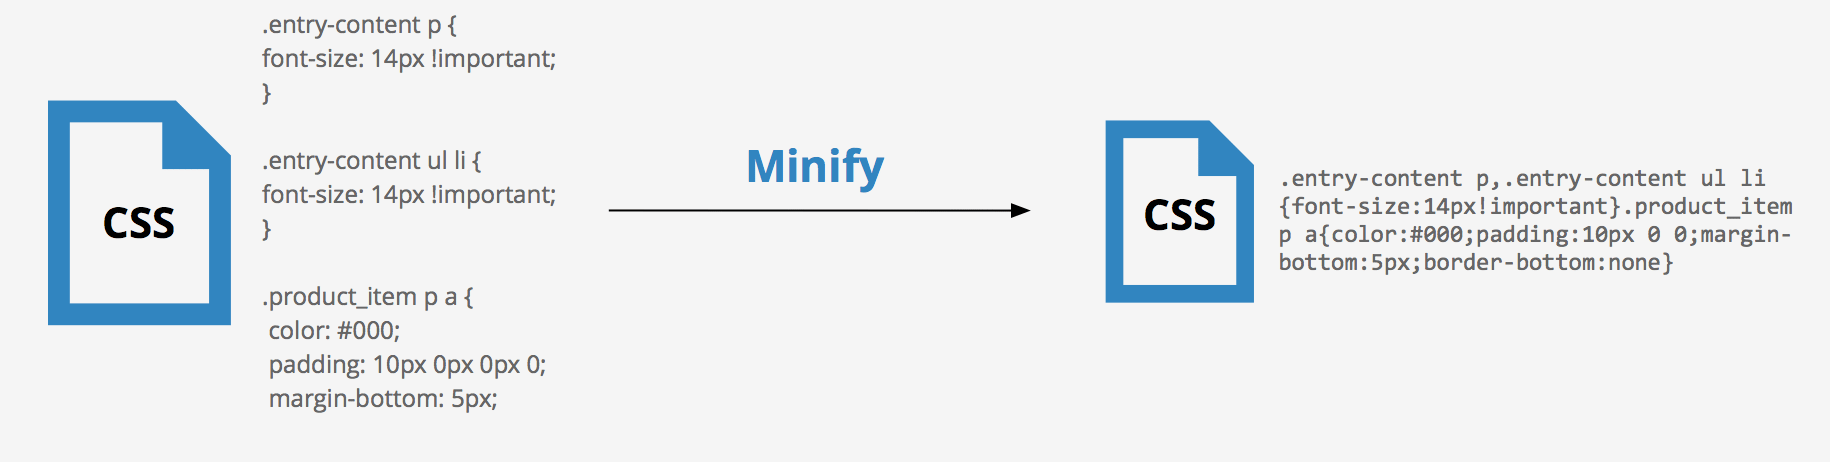 .entry-content p {
font-size: 14px !important;
}
.entry-content ul li {
font-size: 14px !important;
}
.product_item p a {
color: #000;
padding: 10px 0px 0px 0;
margin-bottom: 5px;
CSS
Minify
CSS
.entry-content p,.entry-content ul li
{font-size:14px!important}.product_item
p a{color:#000;padding:10px 0 0;margin-
bottom:5px;border-bottom:none}